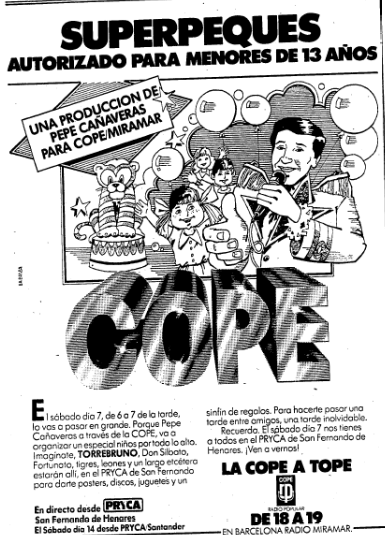 SUPERPEQUES
AUTORIZADO PARA MENORES DE 13 AÑOS
UNA PRODUCCION DE
PEPE CAÑAVERAS
PARA COPE/MIRAMAR
COPE
El sábado día 7, de 6 a 7 de la tarde,
lo vas a pasar en grande. Porque Pepe
Cañaveras a través de la COPE, va a
organizar un especial niños por todo lo alto.
Imagínate, TORREBRUNO, Don Silbato,
Fortunato, tigres, leones y un largo etcétera
estarán allí, en el PRYCA de San Fernando
para darte posters, discos, juguetes y un
sinfin de regalos. Para hacerte pasar una
tarde entre amigos, una tarde inolvidable.
Recuerda. El sábado día 7 nos tienes
a todos en el PRYCA de San Fernando de
Henares. ¡Ven a vernos!
En directo desde PRYCA
San Fernando de Henares
El Sábado día 14 desde PRYCA/Santander
LA COPE A TOPE
COPE
RADIO POPULAR
DE 18 A 19
EN BARCELONA RADIO MIRAMAR.